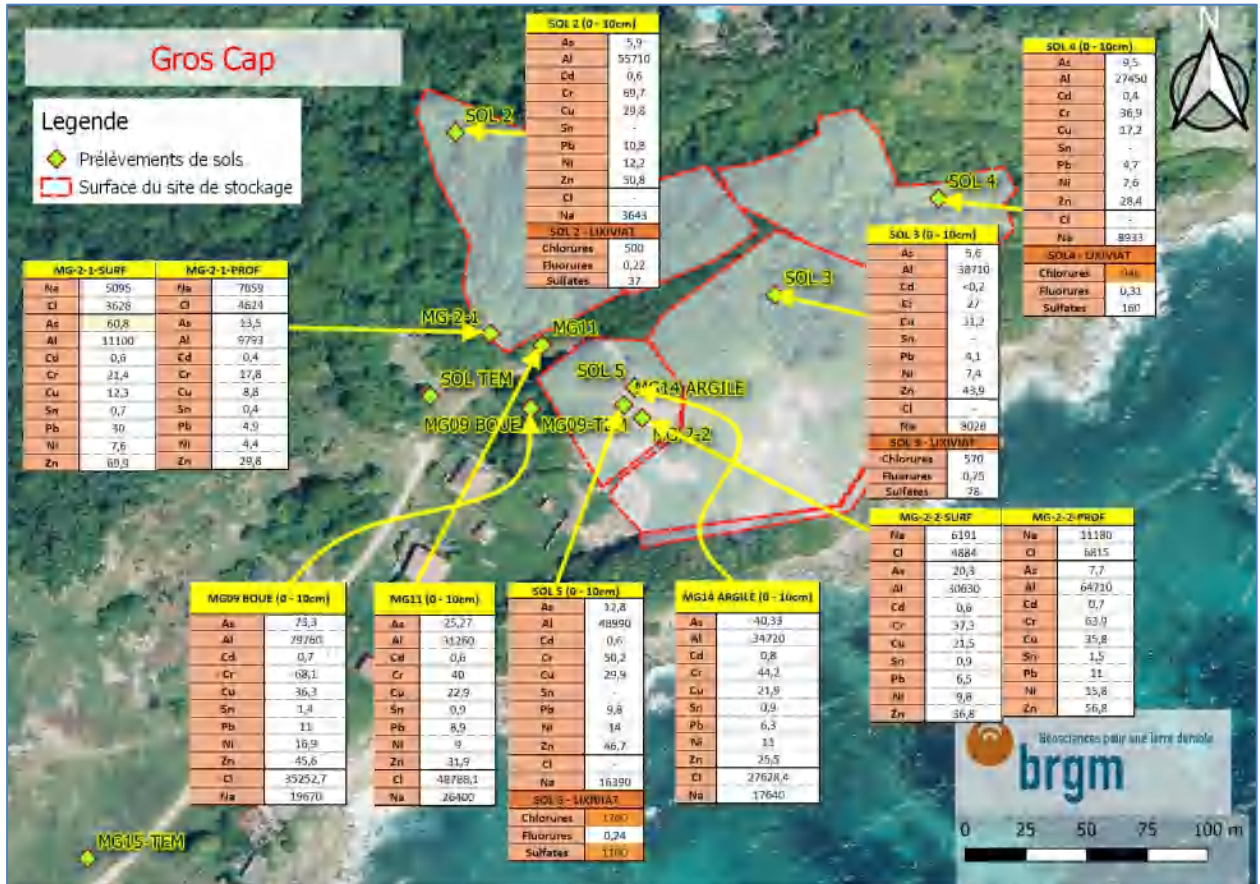 Gros Cap
Legende
Prélèvements de sols
Surface du site de stockage
N
SOL 2 (0 - 10cm)
As 5,9
Al 55710
Cd 0,6
Cr 69,7
Cu 29,8
Sn -
Pb 10,8
Ni 12,2
Zn 50,8
Cl -
Na 3643
SOL 2 - LIXIVIAT
Chlorures 500
Fluorures 0,22
Sulfates 37
SOL 4 (0 - 10cm)
As 9,5
Al 27450
Cd 0,4
Cr 36,9
Cu 17,2
Sn -
Pb 4,7
Ni 7,6
Zn 28,4
Cl -
Na 8933
SOL4 - LIXIVIAT
Chlorures
Fluorures 0,31
Sulfates 160
SOL 3 (0 - 10cm)
As 5,6
Al 38710
Cd <0,2
Cr 27
Cu 31,2
Sn -
Pb 4,1
Ni 7,4
Zn 43,9
Cl -
Na 9028
SOL 3 - LIXIVIAT
Chlorures 570
Fluorures 0,25
Sulfates 78
MG-2-1-SURF MG-2-1-PROF
Na 5095 Na 7859
Cl 3628 Cl 4624
As 60,8 As 13,5
Al 11100 Al 9793
Cd 0,6 Cd 0,4
Cr 21,4 Cr 17,8
Cu 12,3 Cu 8,8
Sn 0,7 Sn 0,4
Pb 30 Pb 4,9
Ni 7,6 Ni 4,4
Zn 69,9 Zn 29,8
SOL 2
SOL 4
SOL 3
MG-2-1
MG11
SOL 5
SOL TEM
MG14 ARGILE
MG09 BOUE
MG09-TEM
MG-2-2
MG15-TEM
MG-2-2-SURF MG-2-2-PROF
Na 6191 Na 11180
Cl 4884 Cl 6815
As 20,3 As 7,7
Al 30630 Al 64710
Cd 0,6 Cd 0,7
Cr 37,3 Cr 63,9
Cu 21,5 Cu 35,8
Sn 0,9 Sn 1,5
Pb 6,5 Pb 11
Ni 9,8 Ni 15,8
Zn 36,8 Zn 56,8
MG09 BOUE (0 - 10cm)
As 73,3
Al 79760
Cd 0,7
Cr 68,1
Cu 36,3
Sn 1,4
Pb 11
Ni 16,9
Zn 45,6
Cl 35252,7
Na 19670
MG11 (0 - 10cm)
As 25,27
Al 31260
Cd 0,6
Cr 40
Cu 22,9
Sn 0,9
Pb 8,9
Ni 9
Zn 31,9
Cl 48788,1
Na 26400
SOL 5 (0 - 10cm)
As 12,8
Al 48990
Cd 0,6
Cr 50,2
Cu 29,9
Sn -
Pb 9,8
Ni 14
Zn 46,7
Cl -
Na 16390
SOL 5 - LIXIVIAT
Chlorures
Fluorures 0,24
Sulfates 1100
MG14 ARGILE (0 - 10cm)
As 40,33
Al 34720
Cd 0,8
Cr 44,2
Cu 21,9
Sn 0,9
Pb 6,3
Ni 11
Zn 25,5
Cl 27628,4
Na 17640
Géosciences pour une Terre durable
brgm
0 25 50 75 100 m